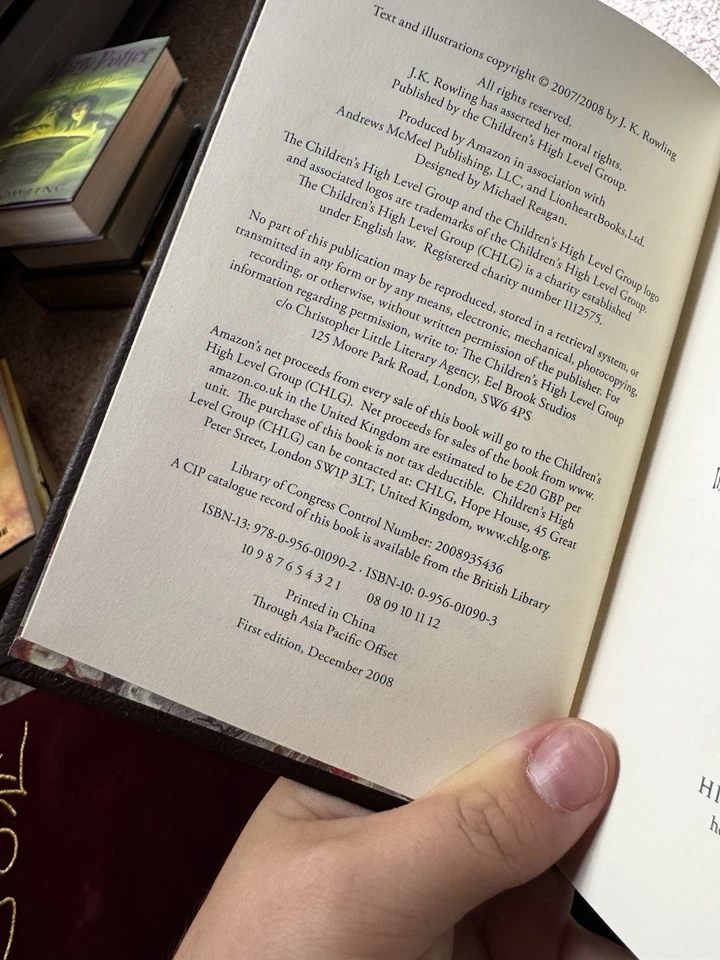 Harry Potter
ROWLING
Text and illustrations copyright © 2007/2008 by J. K. Rowling
All rights reserved.
J.K. Rowling has asserted her moral rights.
Published by the Children's High Level Group.
Produced by Amazon in association with
Andrews McMeel Publishing, LLC, and LionheartBooks,Ltd.
Designed by Michael Reagan.
The Children's High Level Group and the Children's High Level Group logo
and associated logos are trademarks of the Children's High Level Group.
The Children's High Level Group (CHLG) is a charity established
under English law. Registered charity number 1112575.
No part of this publication may be reproduced, stored in a retrieval system, or
transmitted in any form or by any means, electronic, mechanical, photocopying,
recording, or otherwise, without written permission of the publisher. For
information regarding permission, write to: The Children's High Level Group
c/o Christopher Little Literary Agency, Eel Brook Studios
125 Moore Park Road, London, SW6 4PS
Amazon's net proceeds from every sale of this book will go to the Children's
High Level Group (CHLG). Net proceeds for sales of the book from www.
amazon.co.uk in the United Kingdom are estimated to be £20 GBP per
unit. The purchase of this book is not tax deductible. Children's High
Level Group (CHLG) can be contacted at: CHLG, Hope House, 45 Great
Peter Street, London SW1P 3LT, United Kingdom, www.chlg.org.
Library of Congress Control Number: 2008935436
A CIP catalogue record of this book is available from the British Library
ISBN-13: 978-0-956-01090-2 · ISBN-10: 0-956-01090-3
10 9 8 7 6 5 4 3 2 1 08 09 10 11 12
Printed in China
Through Asia Pacific Offset
First edition, December 2008